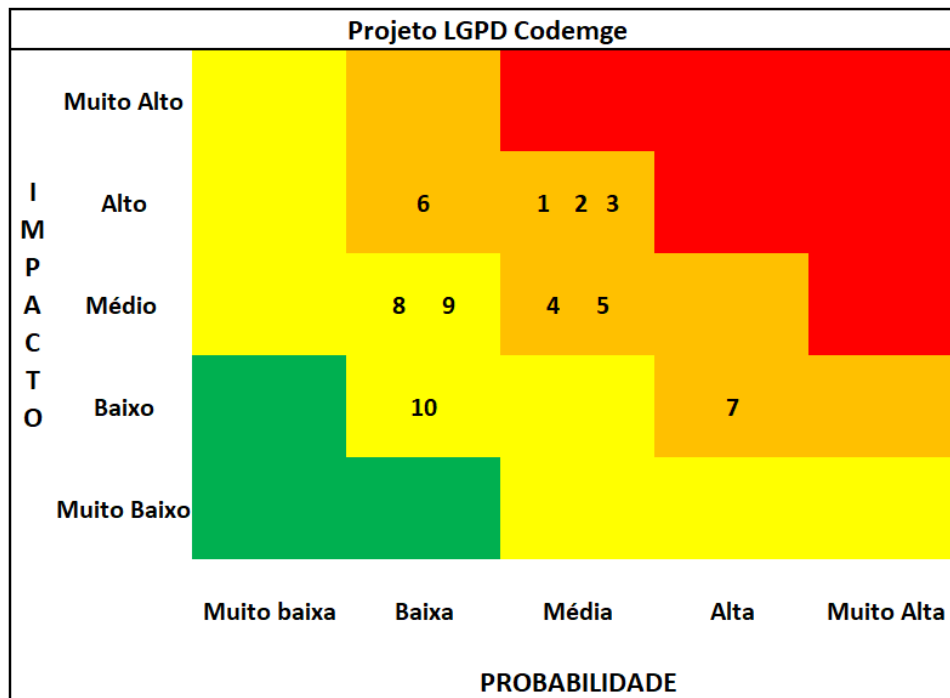 Projeto LGPD Codemge
IMPACTO
Muito Alto
Alto 6 1 2 3
Médio 8 9 4 5
Baixo 10 7
Muito Baixo
Muito baixa Baixa Média Alta Muito Alta
PROBABILIDADE